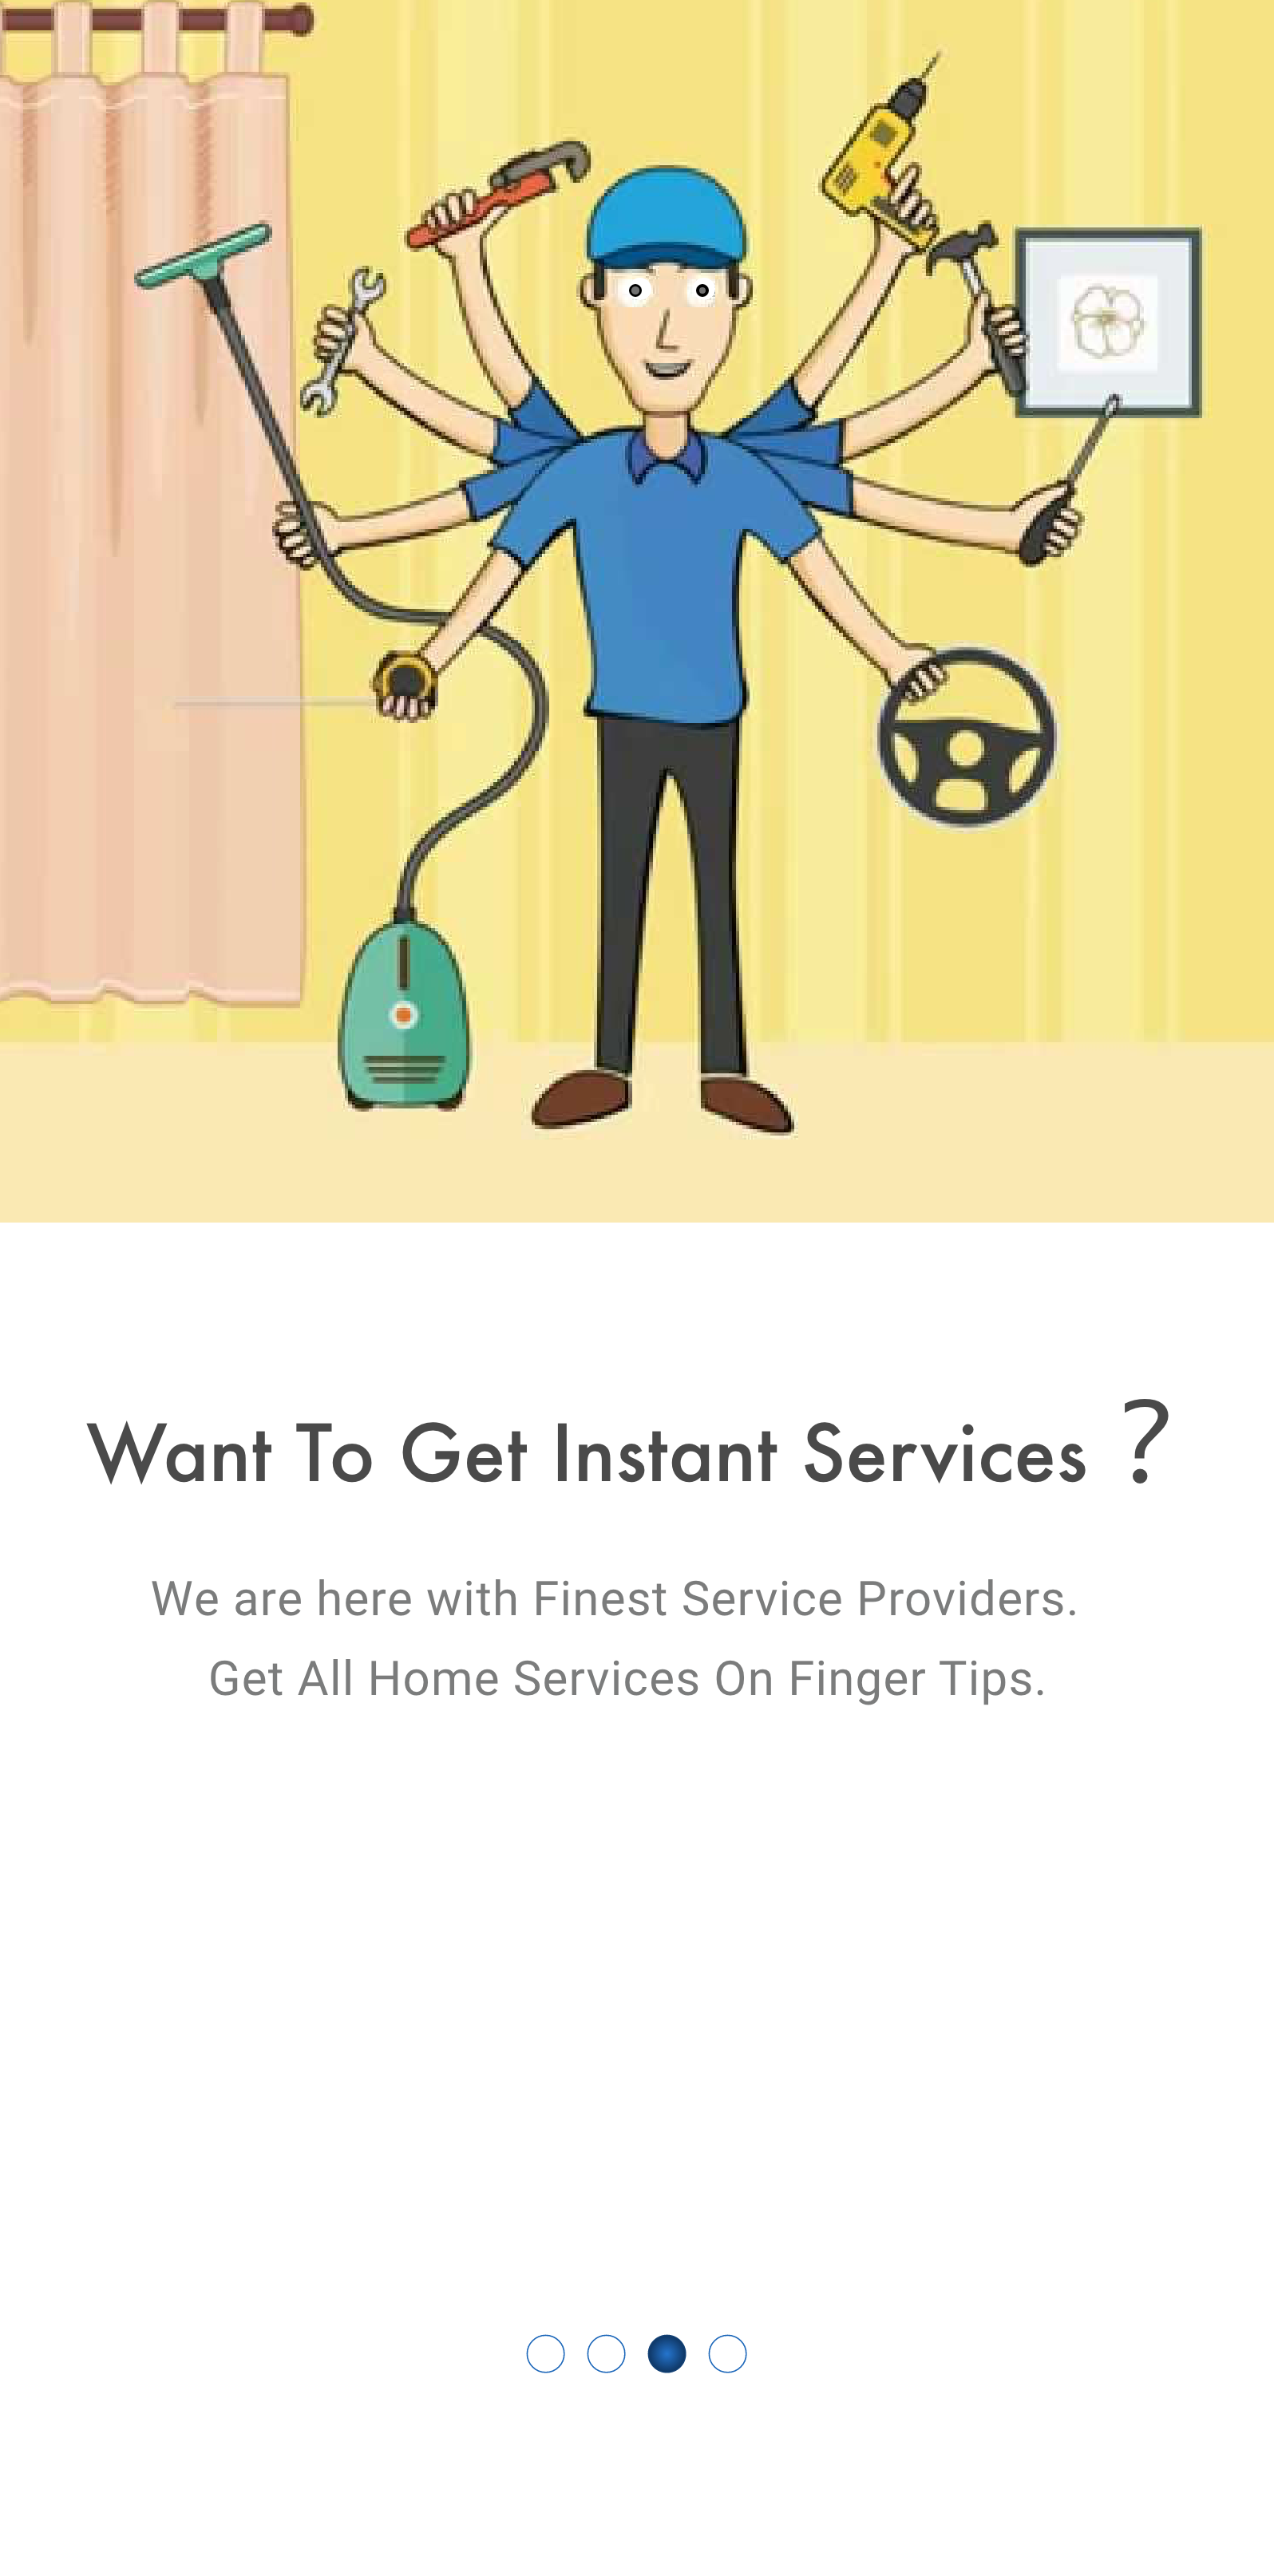 Want To Get Instant Services ?
We are here with Finest Service Providers.
Get All Home Services On Finger Tips.